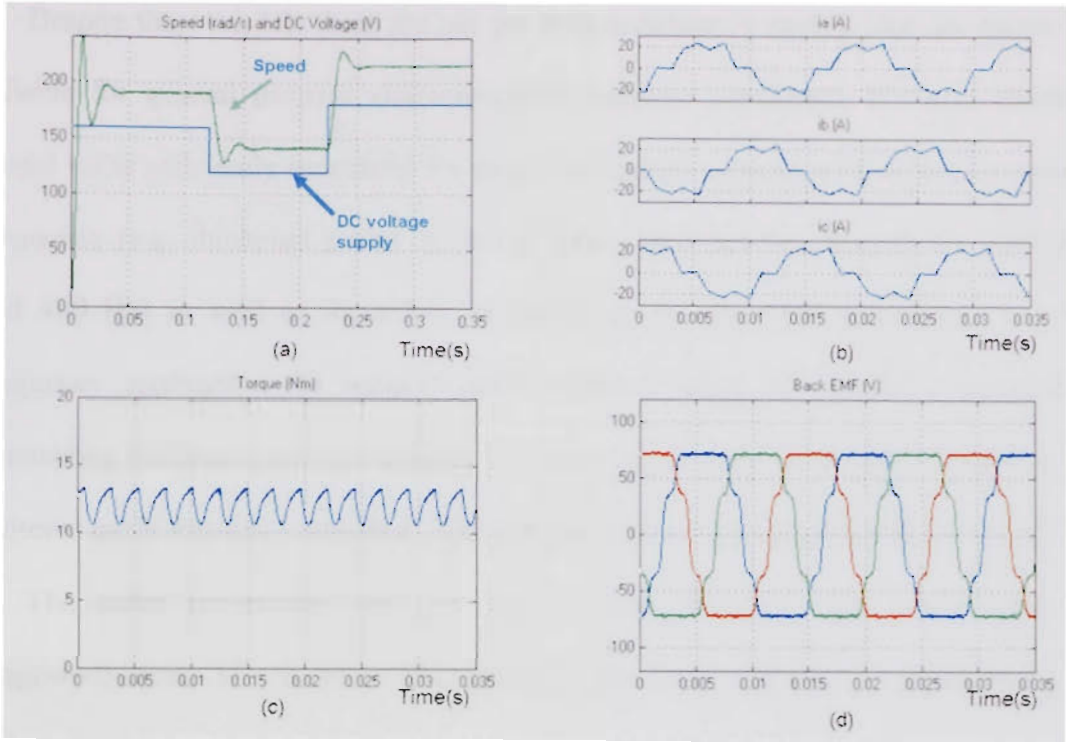 Speed (rad/s) and DC Voltage (V)
200
150
100
50
0
Speed
DC voltage
supply
0 0.05 0.1 0.15 0.2 0.25 0.3 0.35
(a)
Time(s)
ia (A)
20
0
-20
ib (A)
20
0
-20
ic (A)
20
0
-20
0 0.005 0.01 0.015 0.02 0.025 0.03 0.035
(b)
Time(s)
Torque (Nm)
20
15
10
5
0
0 0.005 0.01 0.015 0.02 0.025 0.03 0.035
(c)
Time(s)
Back EMF (V)
100
50
0
-50
-100
0 0.005 0.01 0.015 0.02 0.025 0.03 0.035
(d)
Time(s)